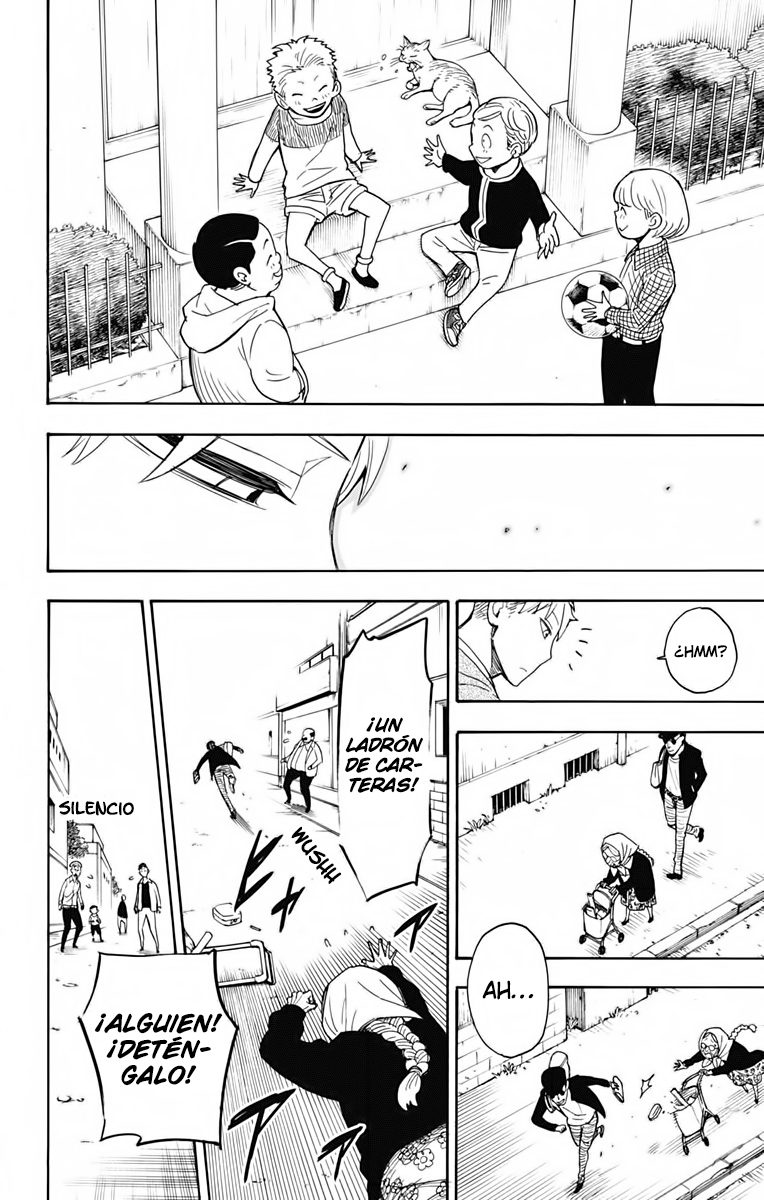 ¿HMM?
AH...
¡UN
LADRÓN
DE CAR-
TERAS!
WUSHH
¡ALGUIEN!
¡DETÉN-
GALO!
SILENCIO